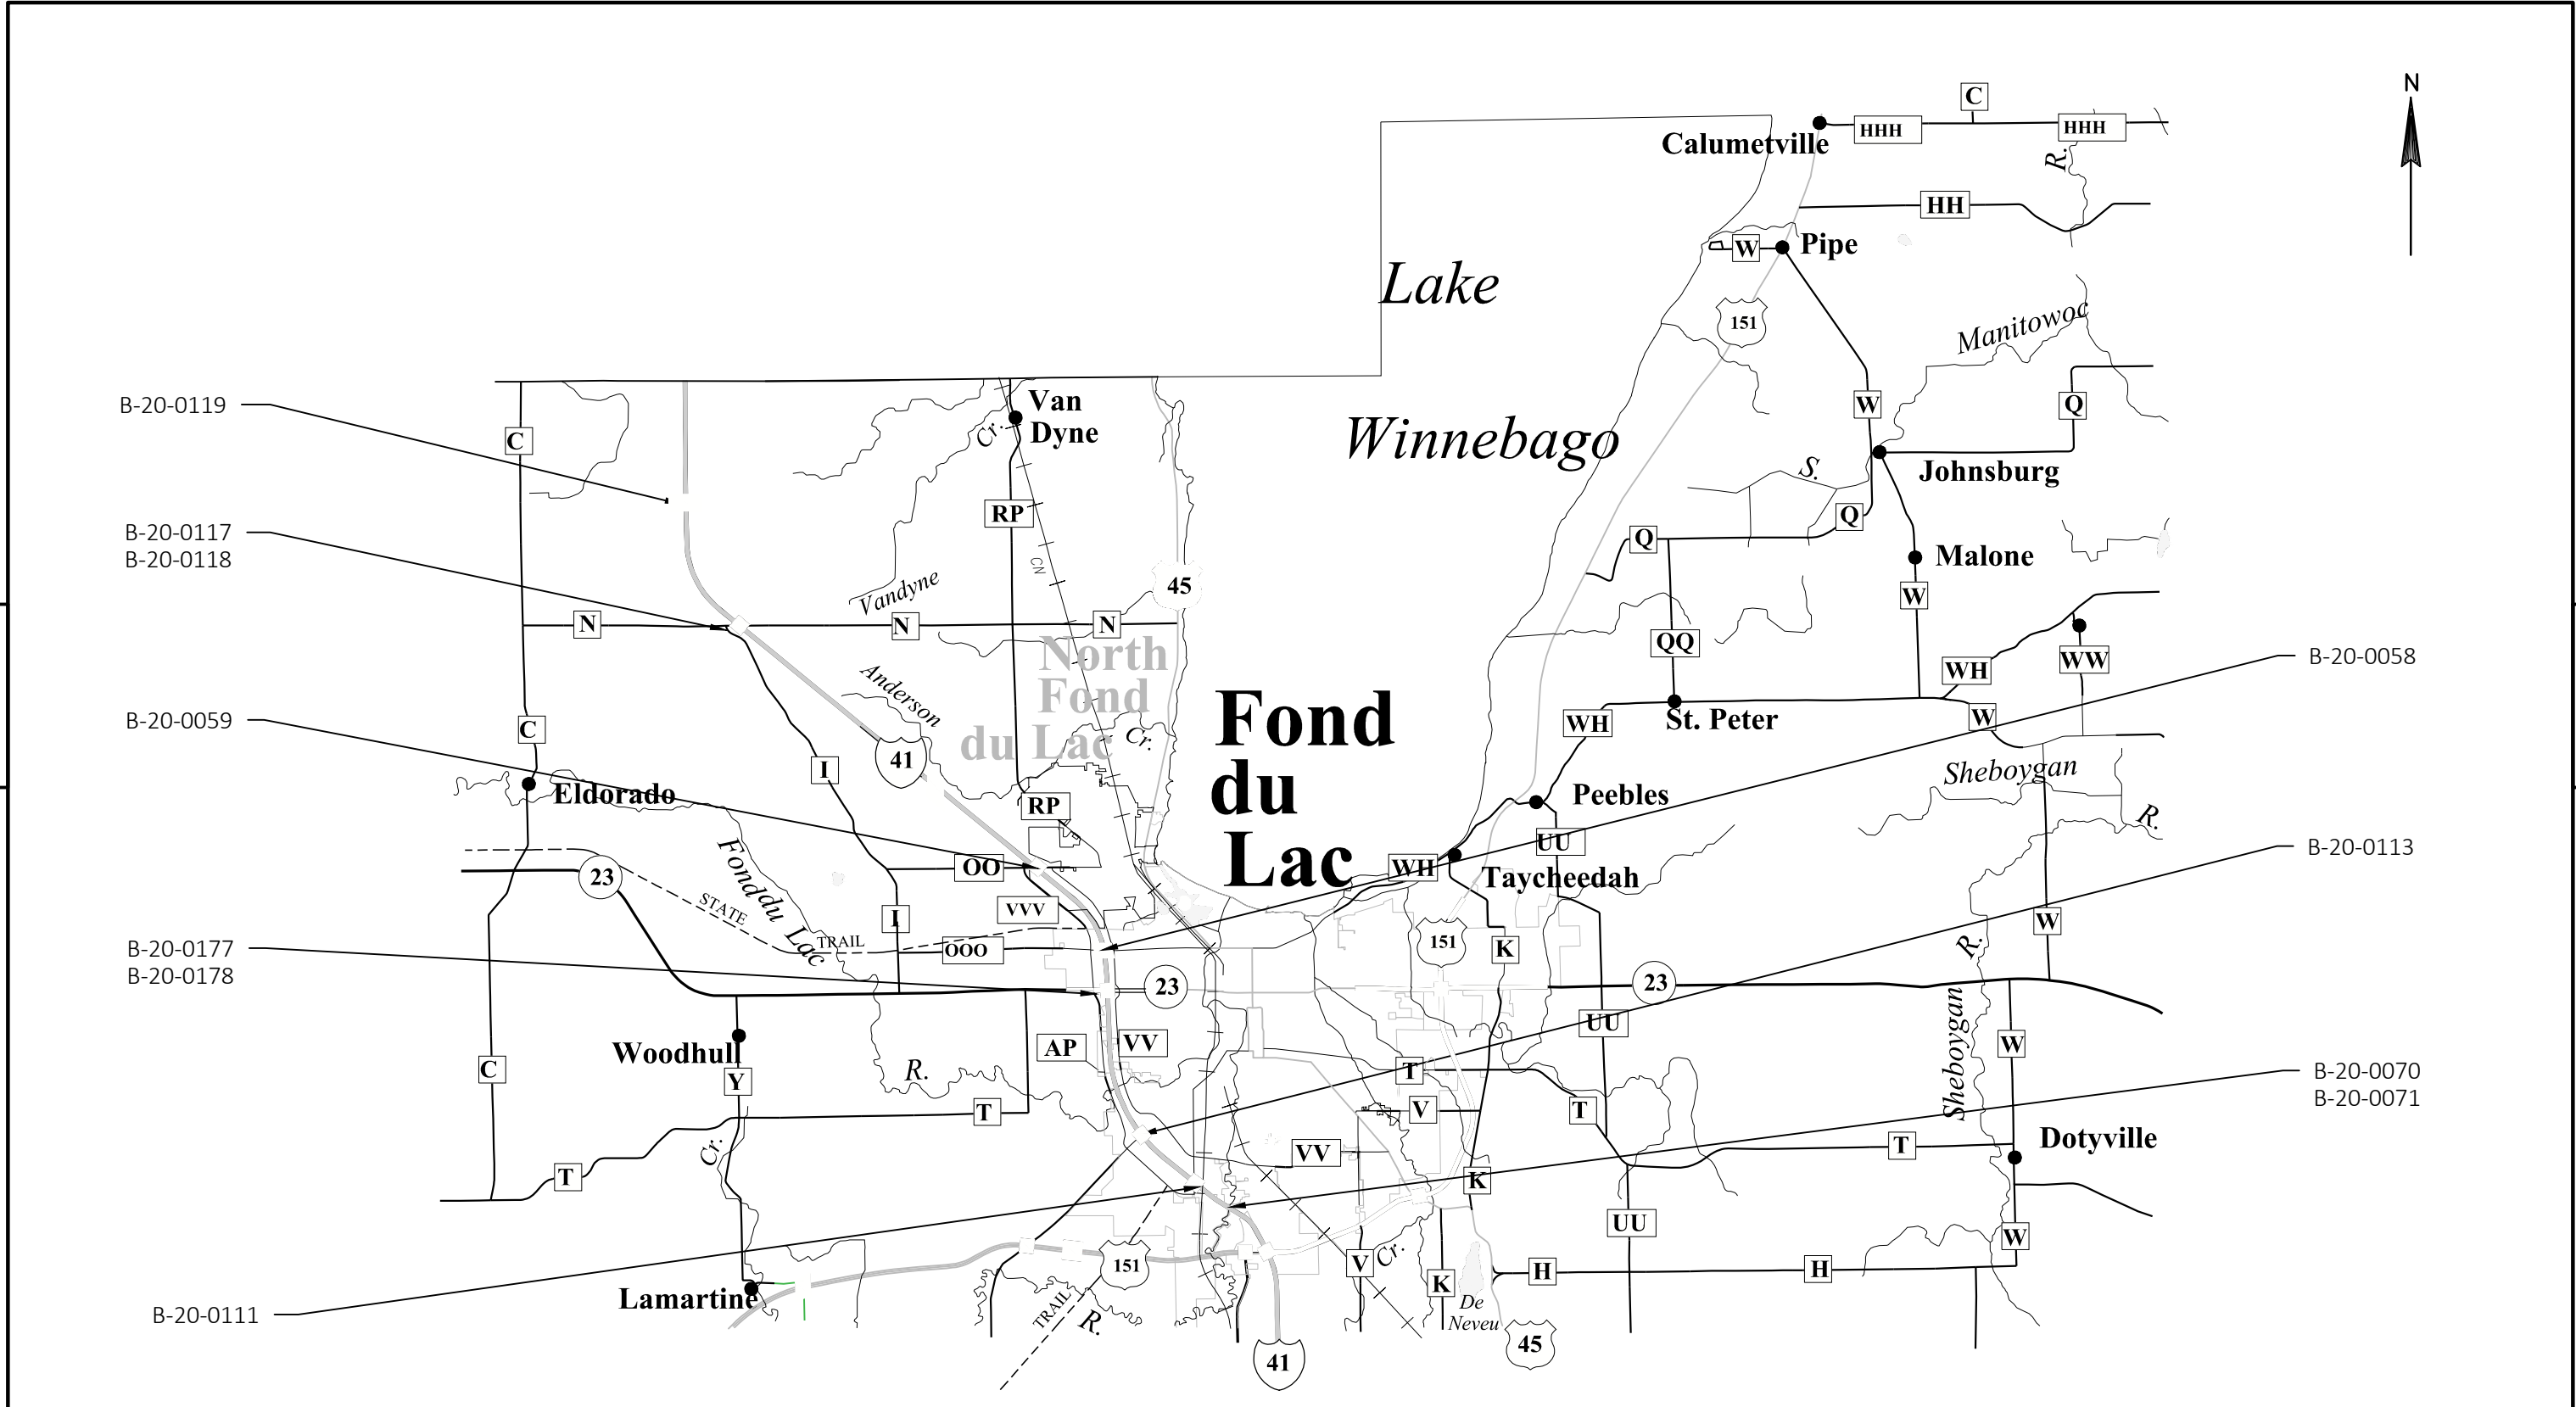 N
C
HHH
HHH
Calumetville
R.
HH
W
Pipe
Lake
151
Manitowoc
Van
Dyne
Cr.
B-20-0119
C
W
Q
Winnebago
S.
Johnsburg
RP
Q
Q
B-20-0117
B-20-0118
CN
45
Vandyne
Malone
W
N
N
N
North
Fond
du Lac
QQ
WH
WW
B-20-0058
Anderson
B-20-0059
C
Cr.
Fond
du
Lac
WH
St. Peter
W
41
I
Sheboygan
Eldorado
RP
Peebles
R.
UU
B-20-0113
Fond du Lac
OO
WH
Taycheedah
23
STATE
TRAIL
VVV
I
W
B-20-0177
B-20-0178
OOO
151
K
R.
23
23
Sheboygan
UU
Woodhull
AP
VV
W
C
Y
R.
T
B-20-0070
B-20-0071
T
V
T
Cr.
VV
T
Dotyville
T
K
UU
W
151
V
Cr.
H
H
K
Lamartine
TRAIL
R.
De
Neveu
B-20-0111
41
45